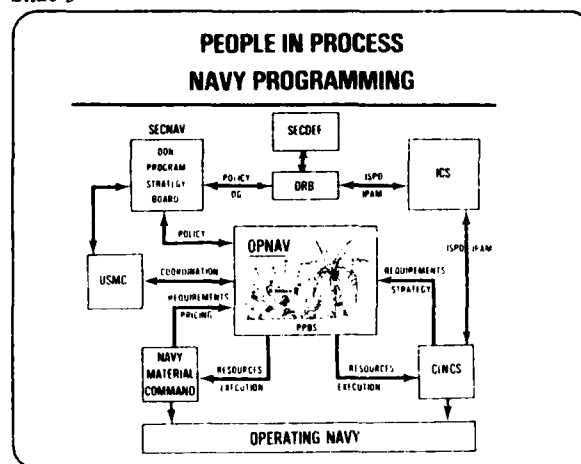 PEOPLE IN PROCESS
NAVY PROGRAMMING
SECNAV
SECDEF
DON
PROGRAM
STRATEGY
BOARD
POLICY
DG
DRB
ISPD
IPAM
JCS
POLICY
OPNAV
ISPD IPAM
USMC
COORDINATION
REQUIREMENTS
STRATEGY
REQUIREMENTS
PRICING
PPBS
NAVY
MATERIAL
COMMAND
RESOURCES
EXECUTION
RESOURCES
EXECUTION
CINCS
OPERATING NAVY